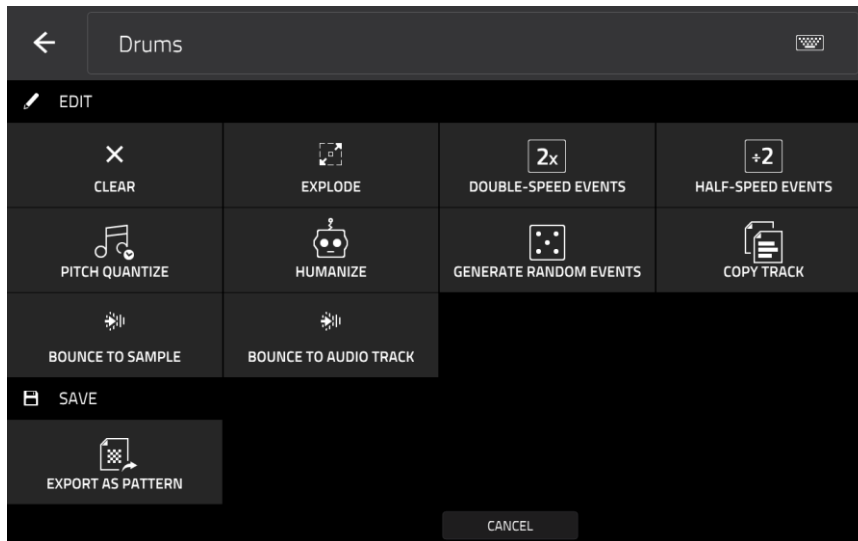 Drums
EDIT
CLEAR
EXPLODE
2x
DOUBLE-SPEED EVENTS
÷2
HALF-SPEED EVENTS
PITCH QUANTIZE
HUMANIZE
GENERATE RANDOM EVENTS
COPY TRACK
BOUNCE TO SAMPLE
BOUNCE TO AUDIO TRACK
SAVE
EXPORT AS PATTERN
CANCEL